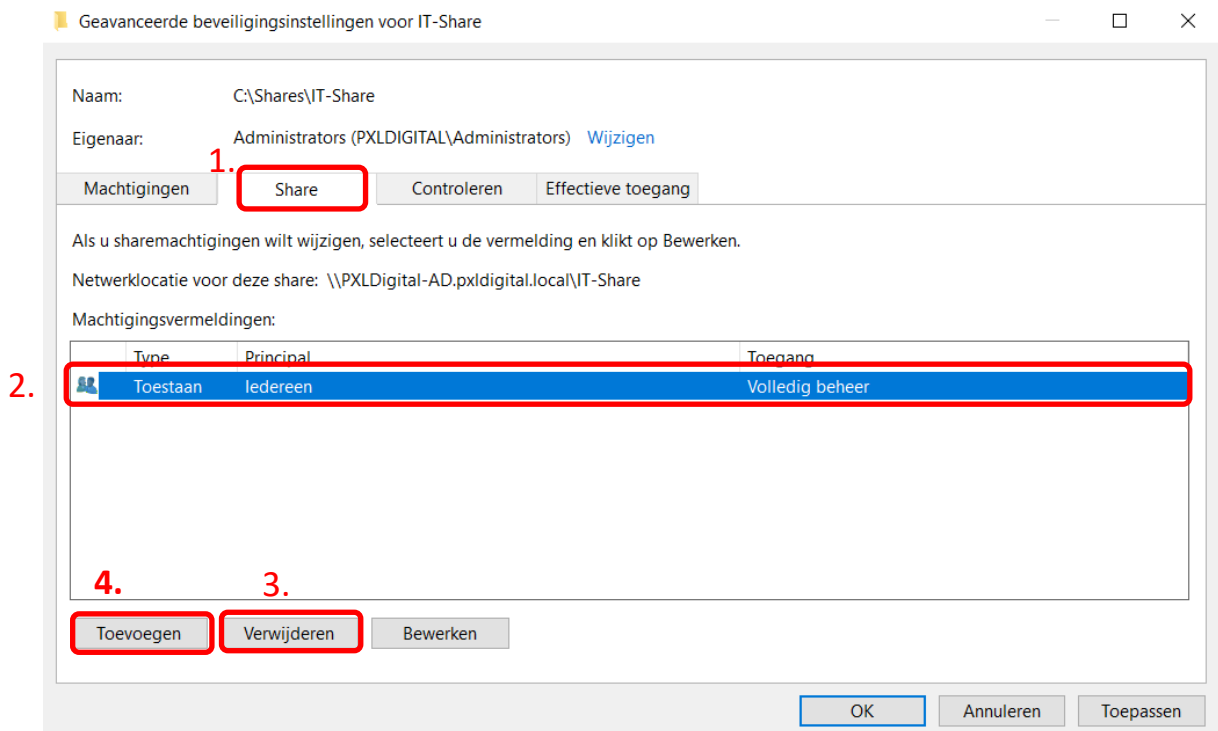 Geavanceerde beveiligingsinstellingen voor IT-Share
Naam: C:\Shares\IT-Share
Eigenaar: Administrators (PXLDIGITAL\Administrators) Wijzigen
1.
Machtigingen Share Controleren Effectieve toegang
Als u sharemachtigingen wilt wijzigen, selecteert u de vermelding en klikt op Bewerken.
Netwerklocatie voor deze share: \\PXLDigital-AD.pxldigital.local\IT-Share
Machtigingsvermeldingen:
Type Principal Toegang
2. Toestaan Iedereen Volledig beheer
4. 3.
Toevoegen Verwijderen Bewerken
OK Annuleren Toepassen